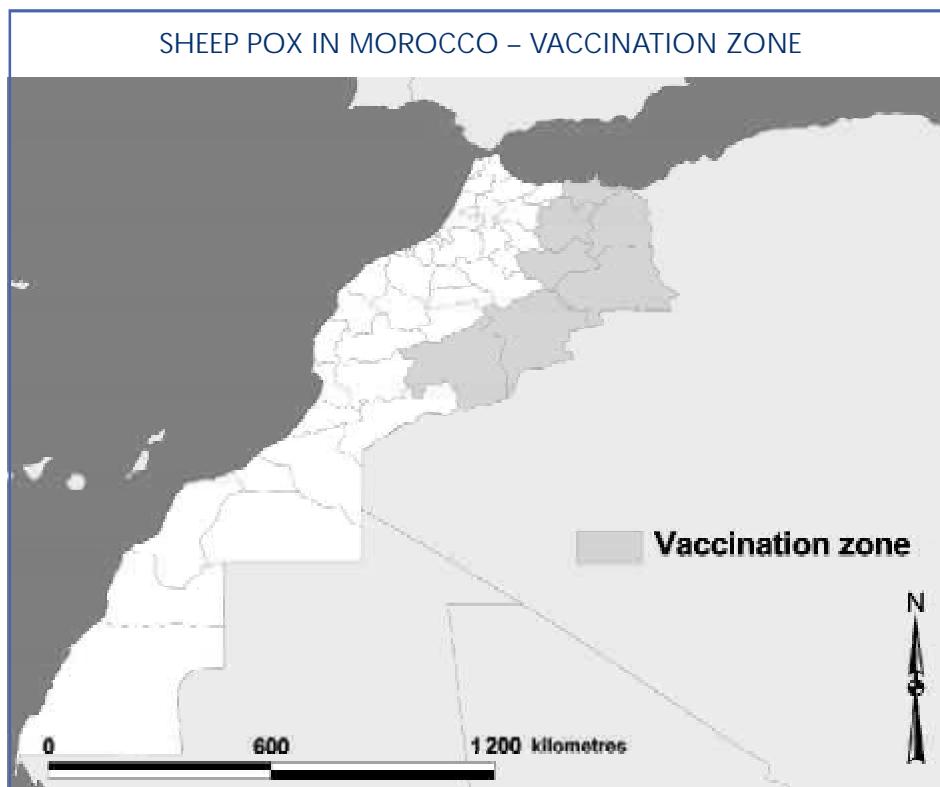 SHEEP POX IN MOROCCO – VACCINATION ZONE
Vaccination zone
N
0 600 1 200 kilometres